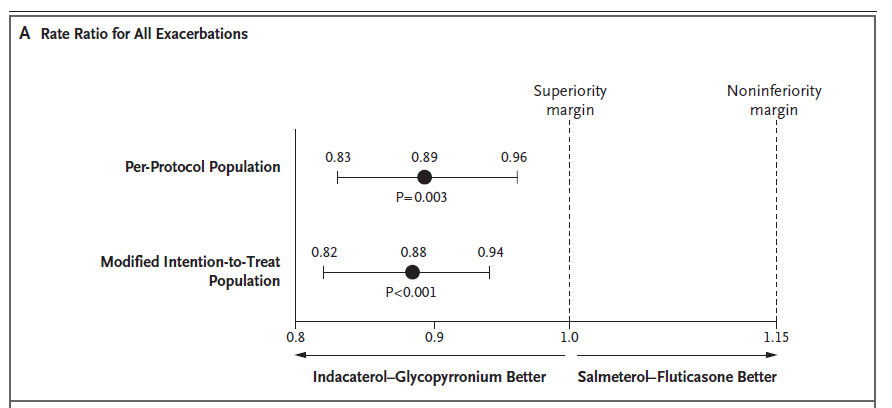 A Rate Ratio for All Exacerbations
Superiority
margin
Noninferiority
margin
Per-Protocol Population
0.83 0.89 0.96
P=0.003
Modified Intention-to-Treat
Population
0.82 0.88 0.94
P<0.001
0.8 0.9 1.0 1.15
Indacaterol–Glycopyrronium Better
Salmeterol–Fluticasone Better